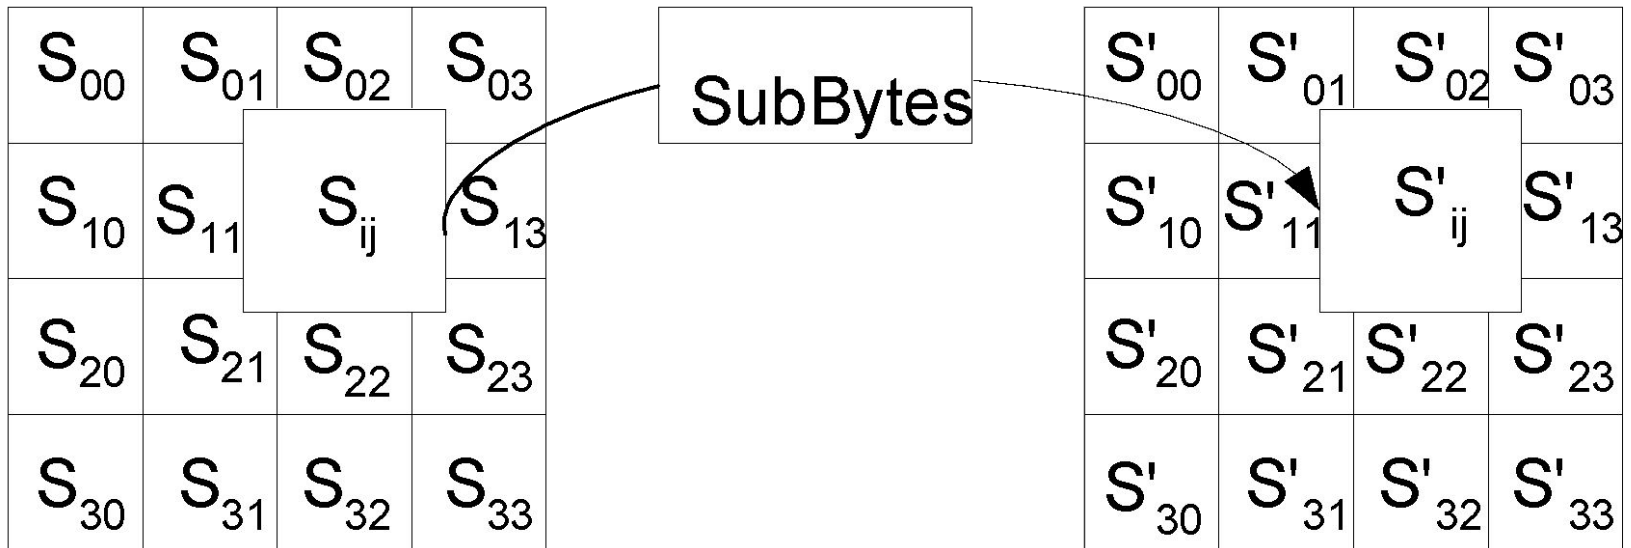 S00 S01 S02 S03 SubBytes S'00 S'01 S'02 S'03
S10 S11 Sij S13 S'10 S'11 S'ij S'13
S20 S21 S22 S23 S'20 S'21 S'22 S'23
S30 S31 S32 S33 S'30 S'31 S'32 S'33